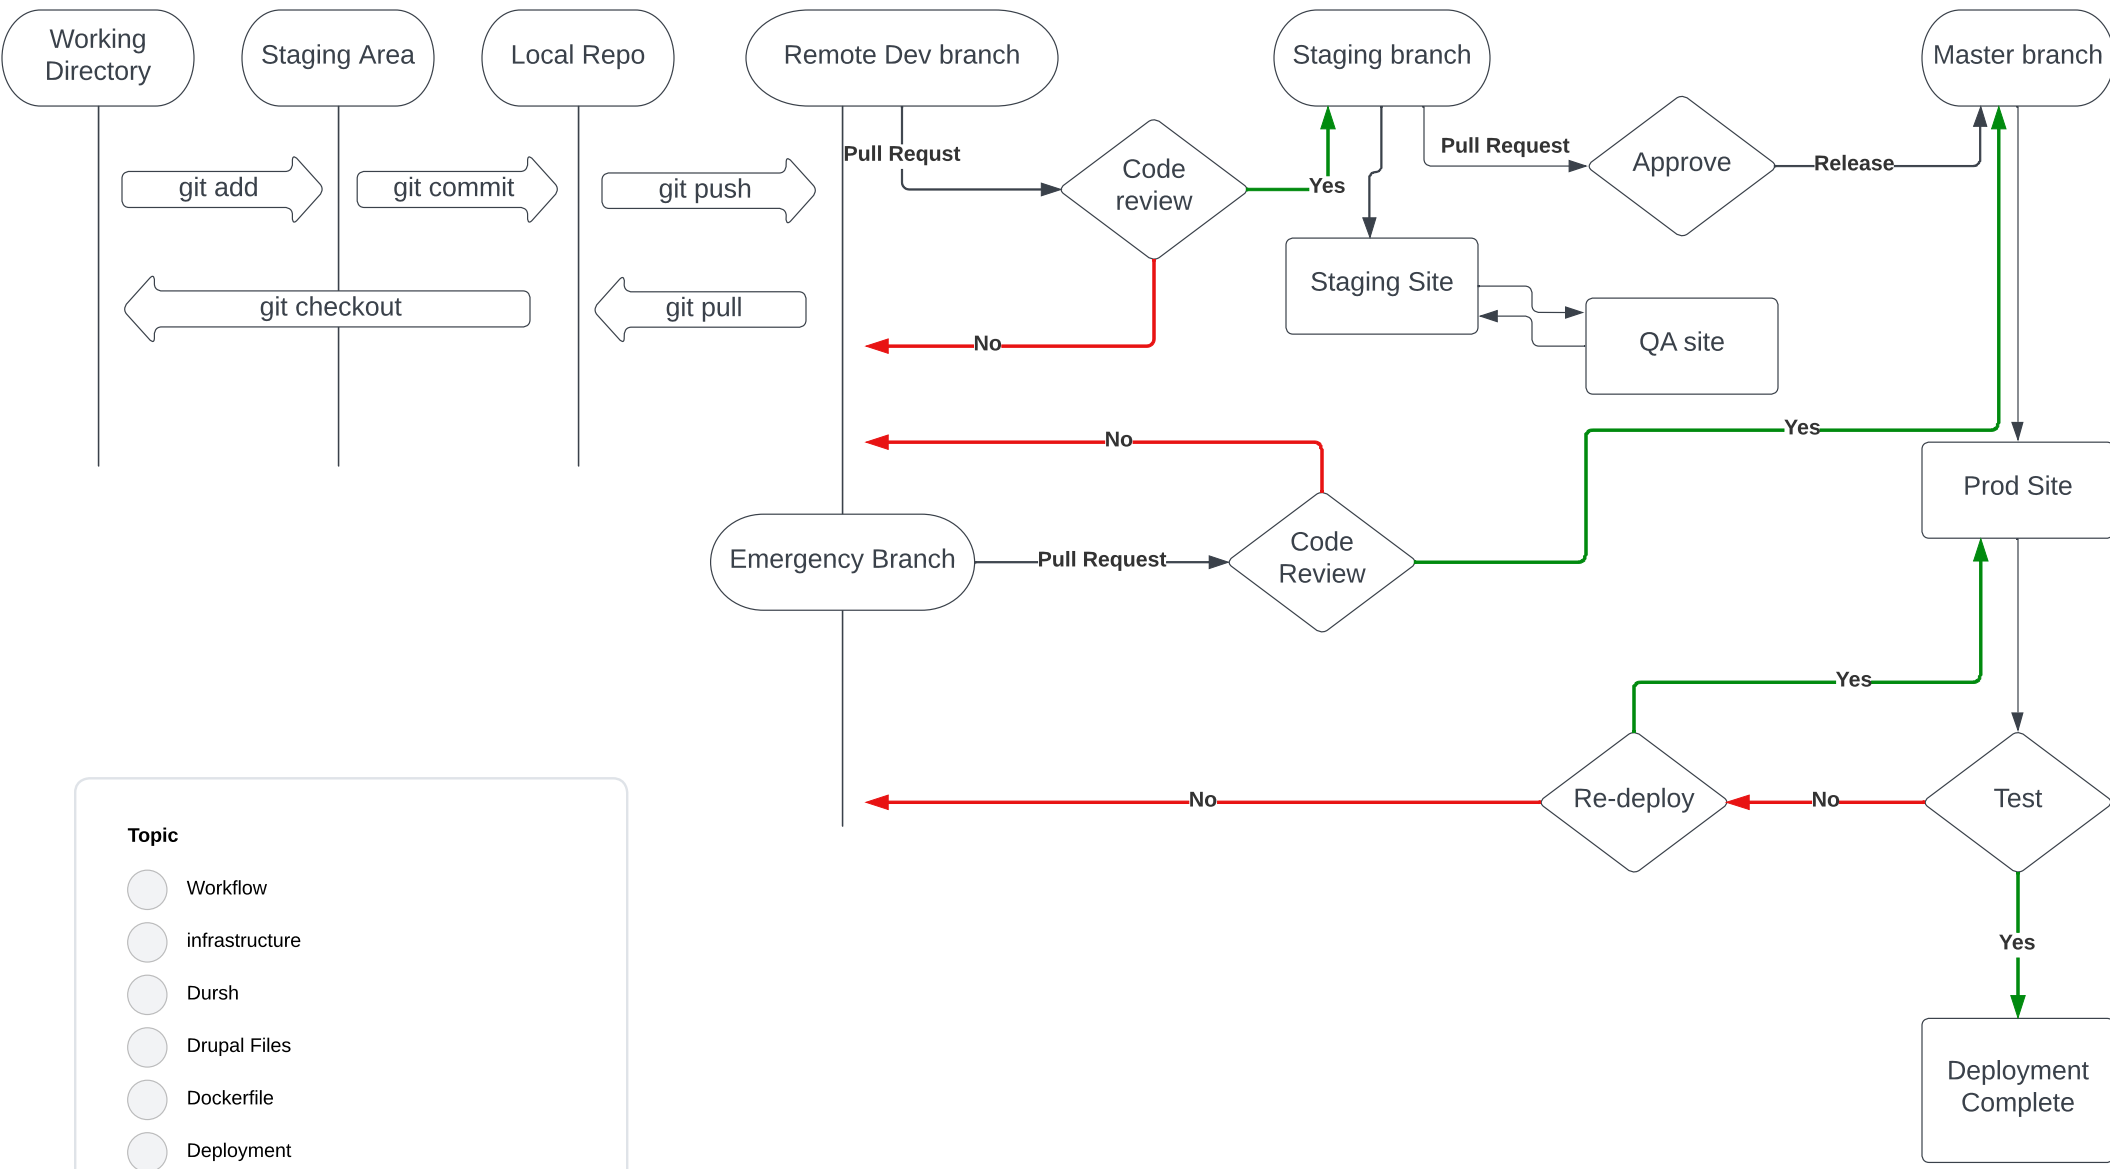 Working
Directory
Staging Area
Local Repo
Remote Dev branch
Staging branch
Master branch
git add
git commit
git push
Pull Requst
Code
review
Yes
Pull Request
Approve
Release
git checkout
git pull
No
Staging Site
QA site
No
Yes
Prod Site
Emergency Branch
Pull Request
Code
Review
Yes
No
Re-deploy
No
Test
Yes
Deployment
Complete
Topic
Workflow
infrastructure
Dursh
Drupal Files
Dockerfile
Deployment